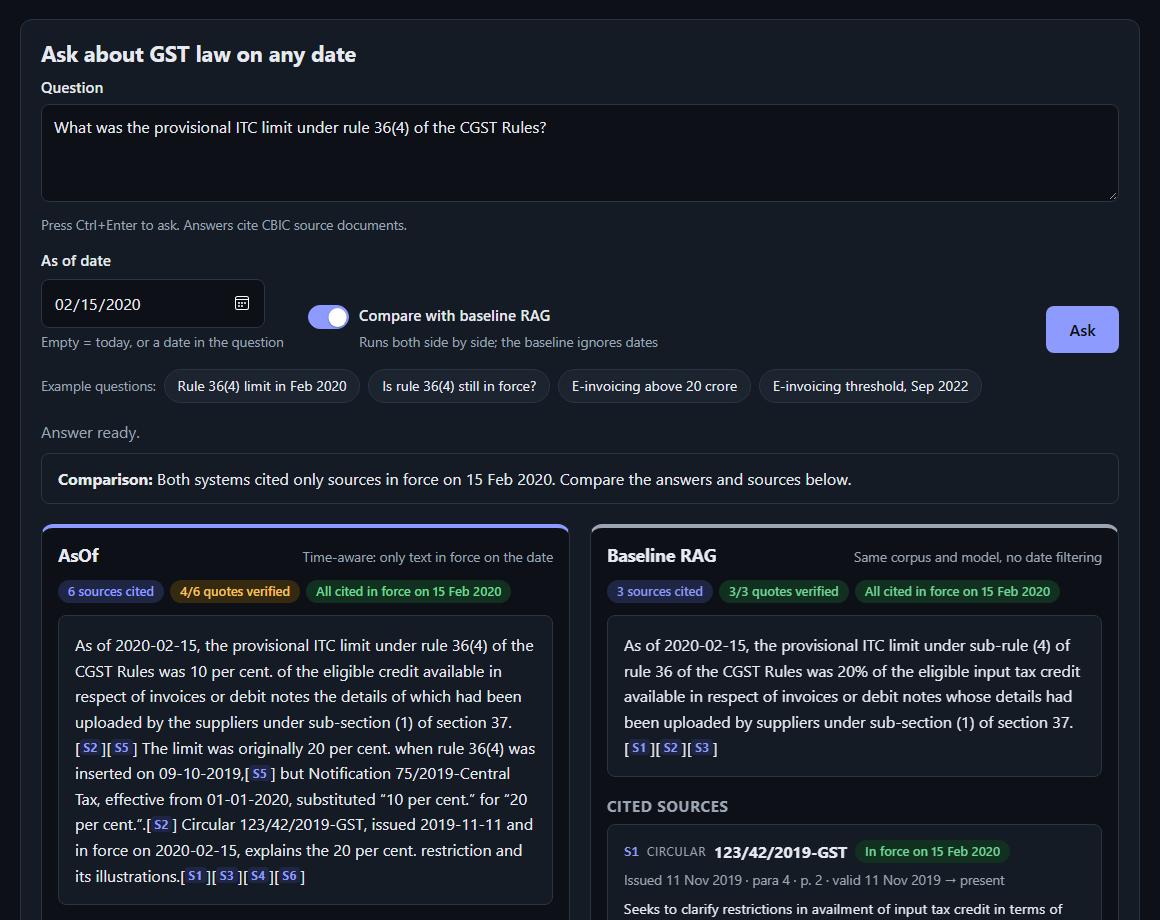 Ask about GST law on any date
Question
What was the provisional ITC limit under rule 36(4) of the CGST Rules?
Press Ctrl+Enter to ask. Answers cite CBIC source documents.
As of date
02/15/2020
Empty = today, or a date in the question
Compare with baseline RAG
Runs both side by side; the baseline ignores dates
Ask
Example questions: Rule 36(4) limit in Feb 2020 Is rule 36(4) still in force? E-invoicing above 20 crore E-invoicing threshold, Sep 2022
Answer ready.
Comparison: Both systems cited only sources in force on 15 Feb 2020. Compare the answers and sources below.
AsOf Time-aware: only text in force on the date
6 sources cited 4/6 quotes verified All cited in force on 15 Feb 2020
As of 2020-02-15, the provisional ITC limit under rule 36(4) of the
CGST Rules was 10 per cent. of the eligible credit available in
respect of invoices or debit notes the details of which had been
uploaded by the suppliers under sub-section (1) of section 37.
[S2][S5] The limit was originally 20 per cent. when rule 36(4) was
inserted on 09-10-2019,[S5] but Notification 75/2019-Central
Tax, effective from 01-01-2020, substituted “10 per cent.” for “20
per cent.”.[S2] Circular 123/42/2019-GST, issued 2019-11-11 and
in force on 2020-02-15, explains the 20 per cent. restriction and
its illustrations.[S1][S3][S4][S6]
Baseline RAG Same corpus and model, no date filtering
3 sources cited 3/3 quotes verified All cited in force on 15 Feb 2020
As of 2020-02-15, the provisional ITC limit under sub-rule (4) of
rule 36 of the CGST Rules was 20% of the eligible input tax credit
available in respect of invoices or debit notes whose details had
been uploaded by suppliers under sub-section (1) of section 37.
[S1][S2][S3]
CITED SOURCES
S1 CIRCULAR 123/42/2019-GST In force on 15 Feb 2020
Issued 11 Nov 2019 · para 4 · p. 2 · valid 11 Nov 2019 → present
Seeks to clarify restrictions in availment of input tax credit in terms of